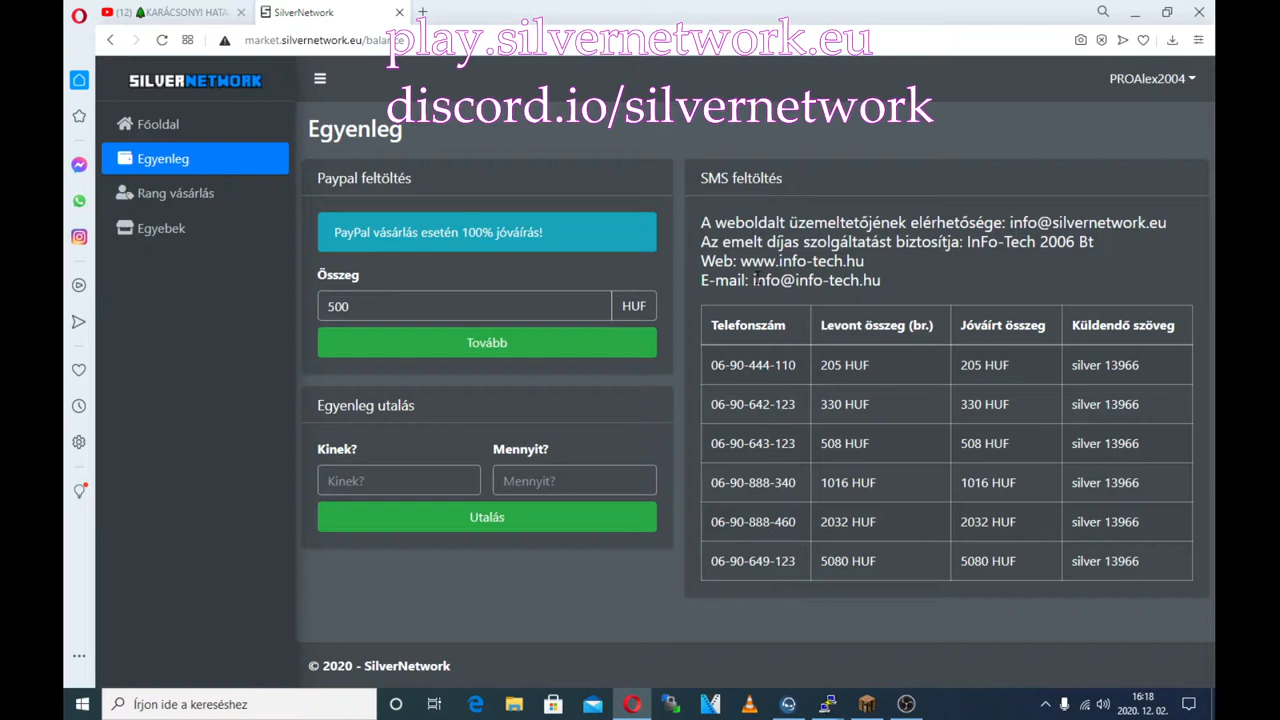 (12) 🎄KARÁCSONYI HATA
SilverNetwork
market.silvernetwork.eu/balance
play.silvernetwork.eu
discord.io/silvernetwork
SILVERNETWORK
PROAlex2004
Főoldal
Egyenleg
Rang vásárlás
Egyebek
Egyenleg
Paypal feltöltés
PayPal vásárlás esetén 100% jóváírás!
Összeg
500 HUF
Tovább
Egyenleg utalás
Kinek? Mennyit?
Kinek? Mennyit?
Utalás
SMS feltöltés
A weboldalt üzemeltetőjének elérhetősége: info@silvernetwork.eu
Az emelt díjas szolgáltatást biztosítja: InFo-Tech 2006 Bt
Web: www.info-tech.hu
E-mail: info@info-tech.hu
Telefonszám Levont összeg (br.) Jóváírt összeg Küldendő szöveg
06-90-444-110 205 HUF 205 HUF silver 13966
06-90-642-123 330 HUF 330 HUF silver 13966
06-90-643-123 508 HUF 508 HUF silver 13966
06-90-888-340 1016 HUF 1016 HUF silver 13966
06-90-888-460 2032 HUF 2032 HUF silver 13966
06-90-649-123 5080 HUF 5080 HUF silver 13966
© 2020 - SilverNetwork
Írjon ide a kereséshez
16:18
2020. 12. 02.